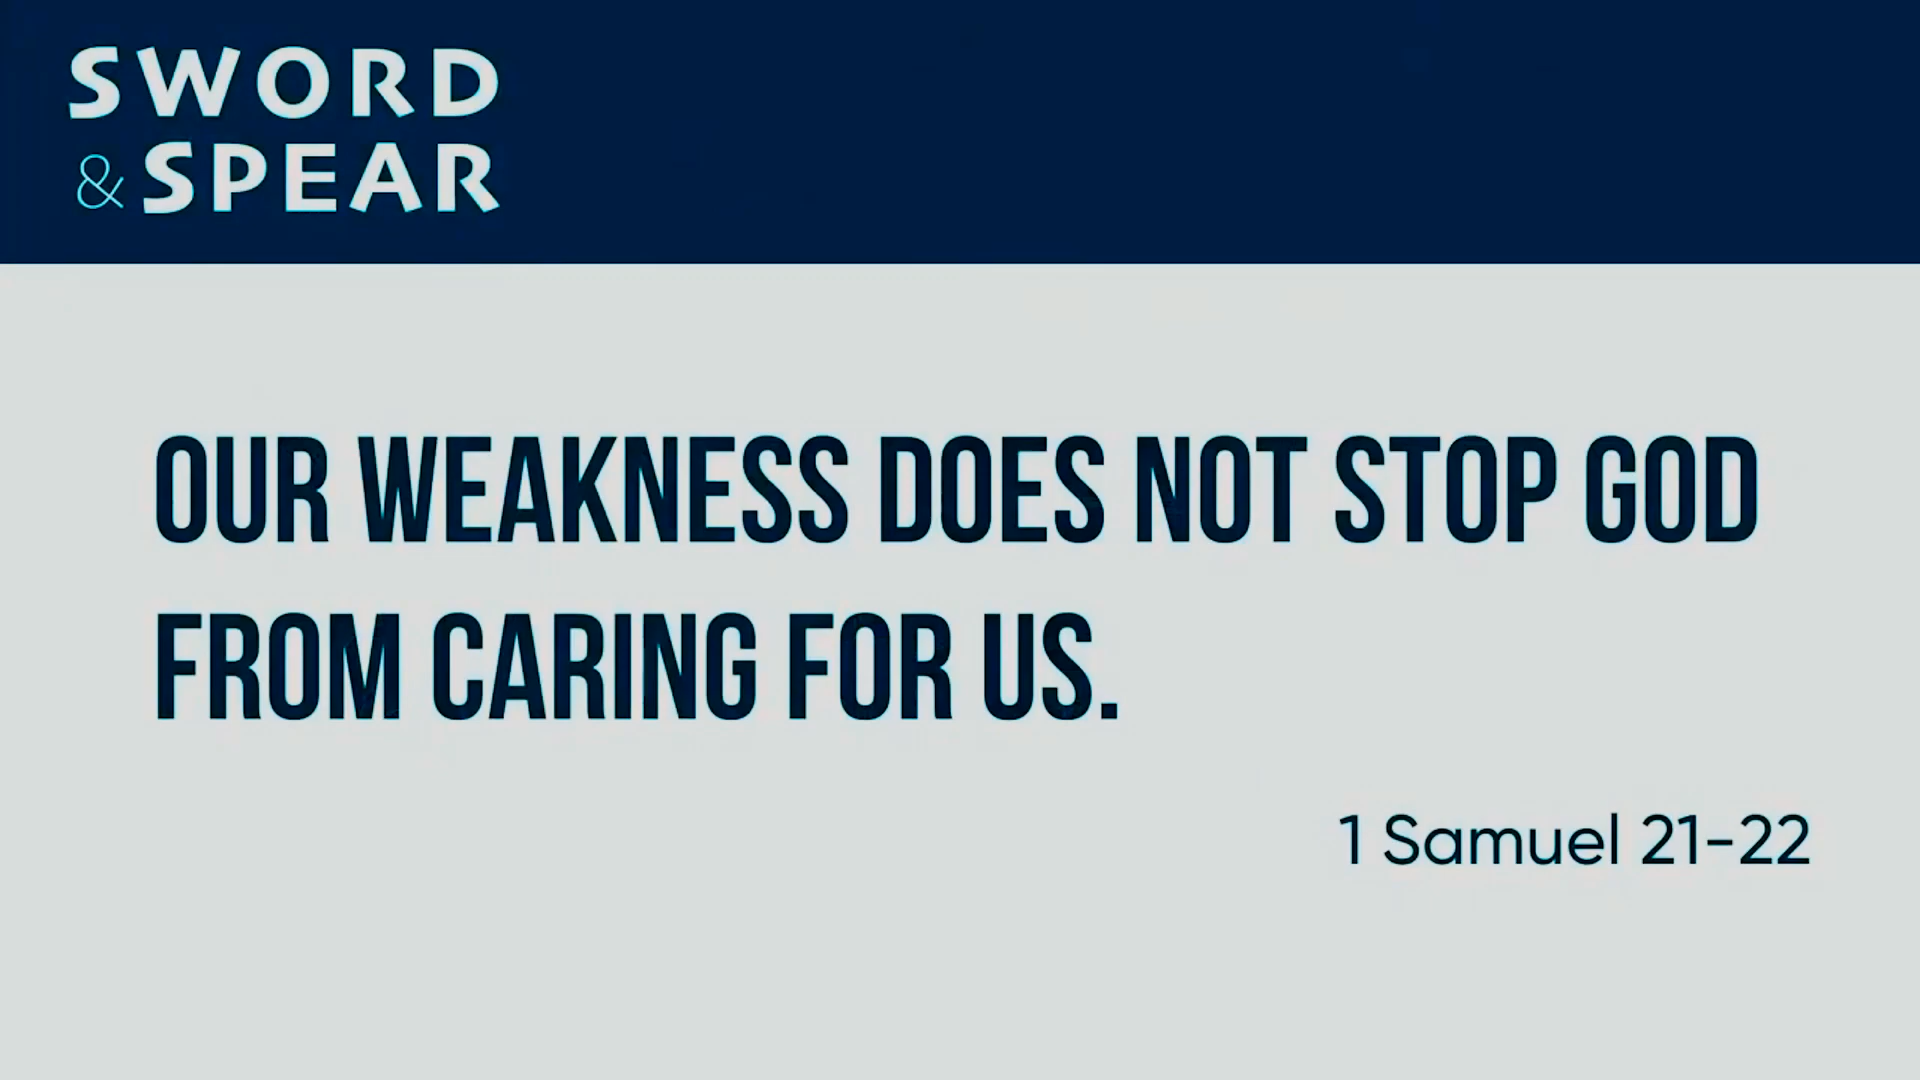 SWORD
& SPEAR
OUR WEAKNESS DOES NOT STOP GOD
FROM CARING FOR US.
1 Samuel 21-22